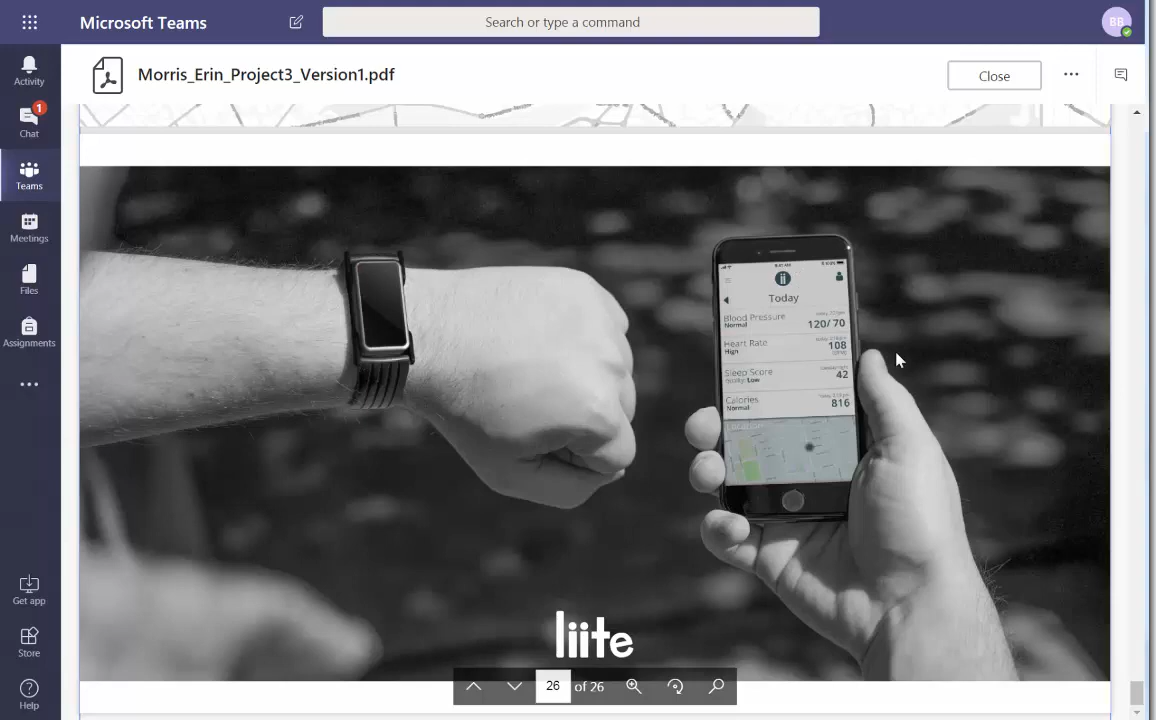 Microsoft Teams
Search or type a command
BB
Activity
Morris_Erin_Project3_Version1.pdf
Close
1
Chat
Teams
Meetings
Files
Assignments
Get app
Store
Help
ii
Today
Blood Pressure
Normal
120/ 70
Heart Rate
High
108
Sleep Score
Low
42
Calories
Normal
816
Location
liite
26 of 26